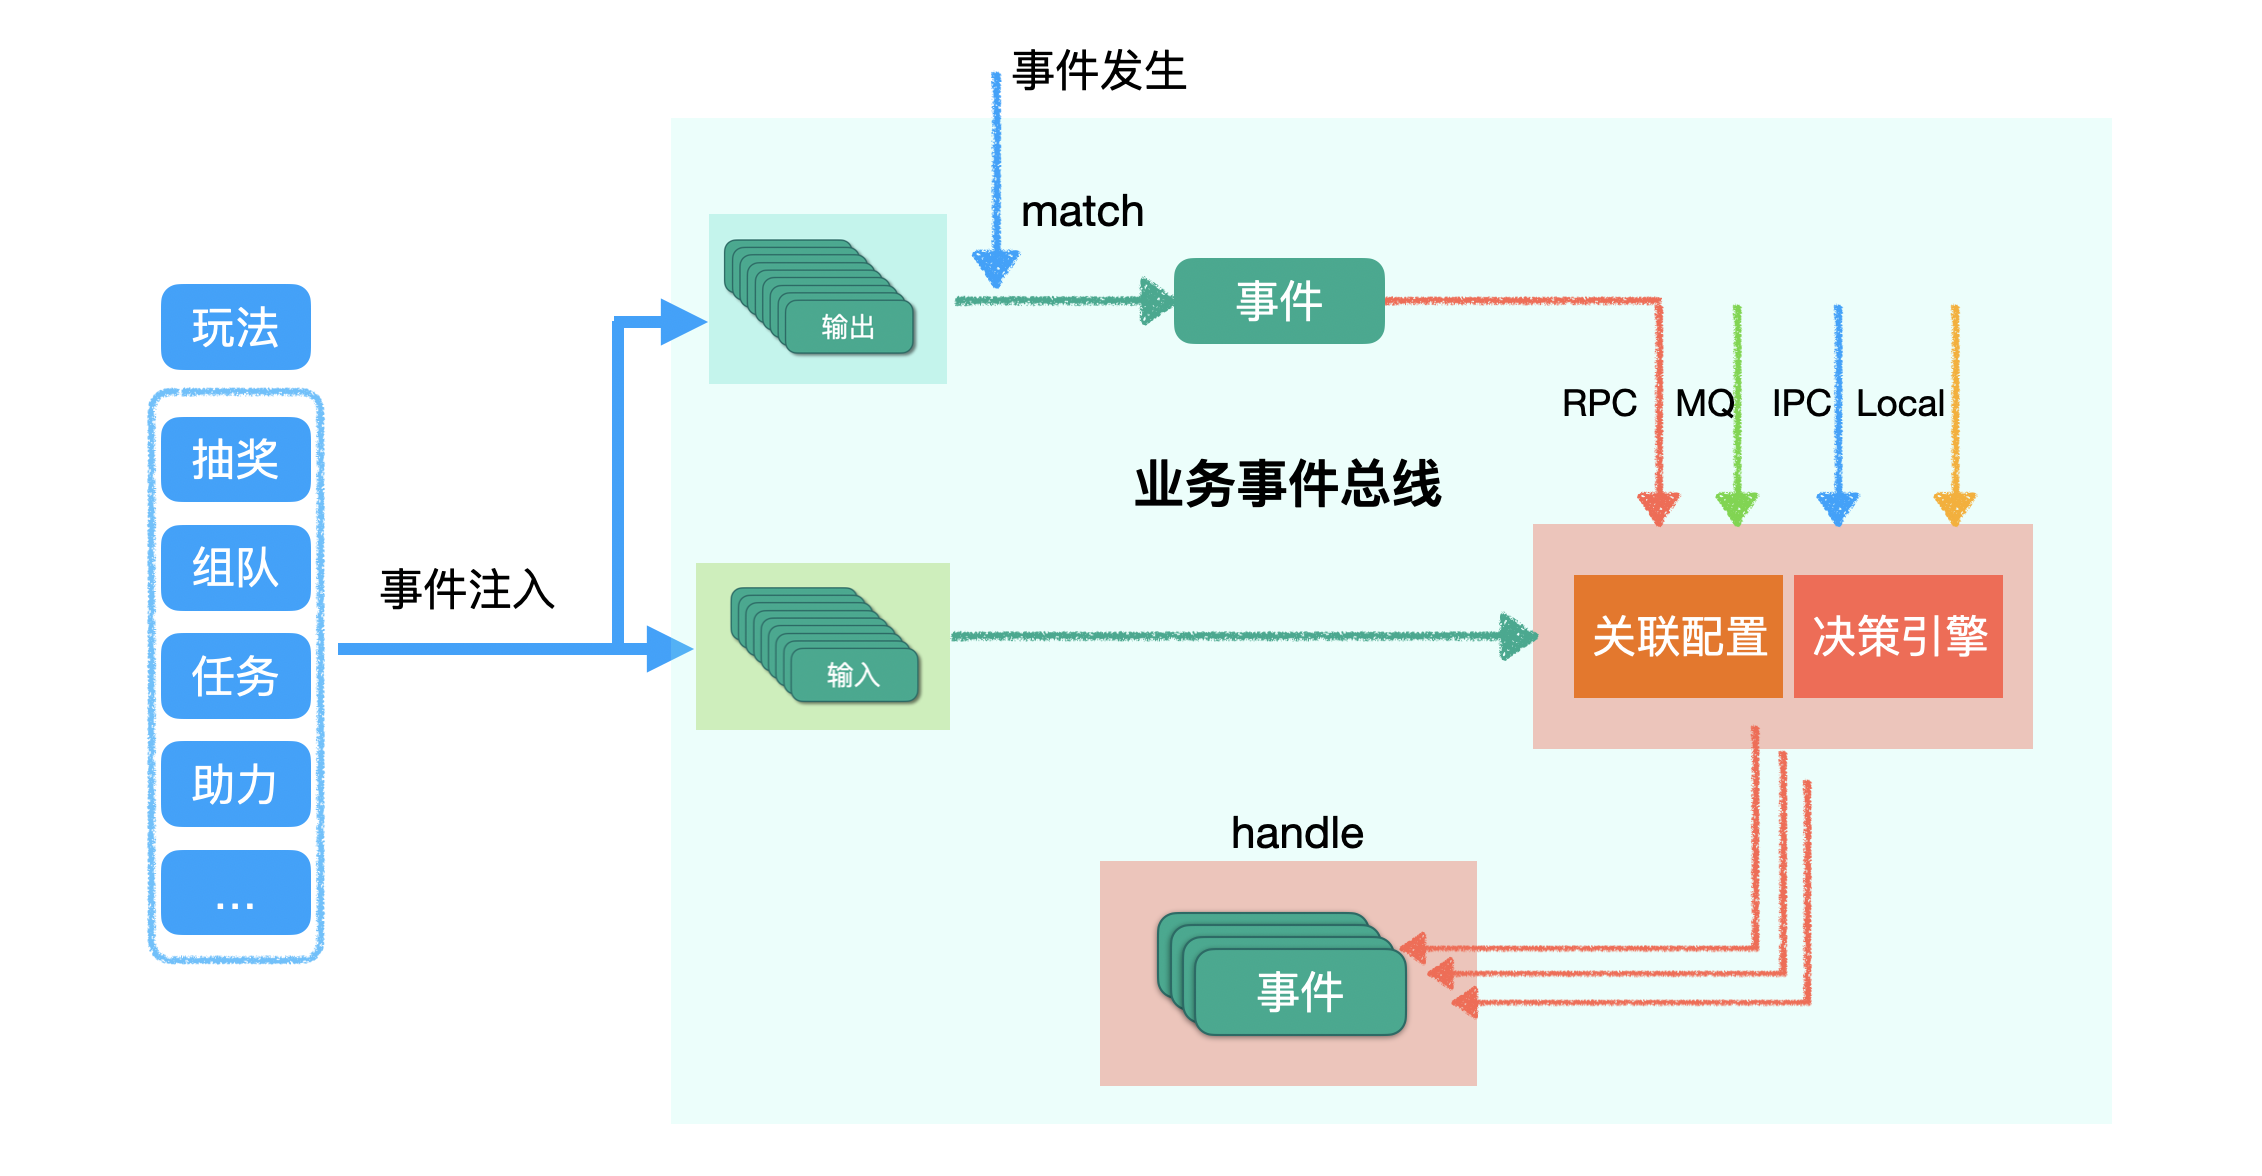 事件发生
match
玩法
抽奖
组队
任务
助力
...
事件注入
输出
事件
RPC
MQ
IPC
Local
业务事件总线
输入
关联配置
决策引擎
handle
事件